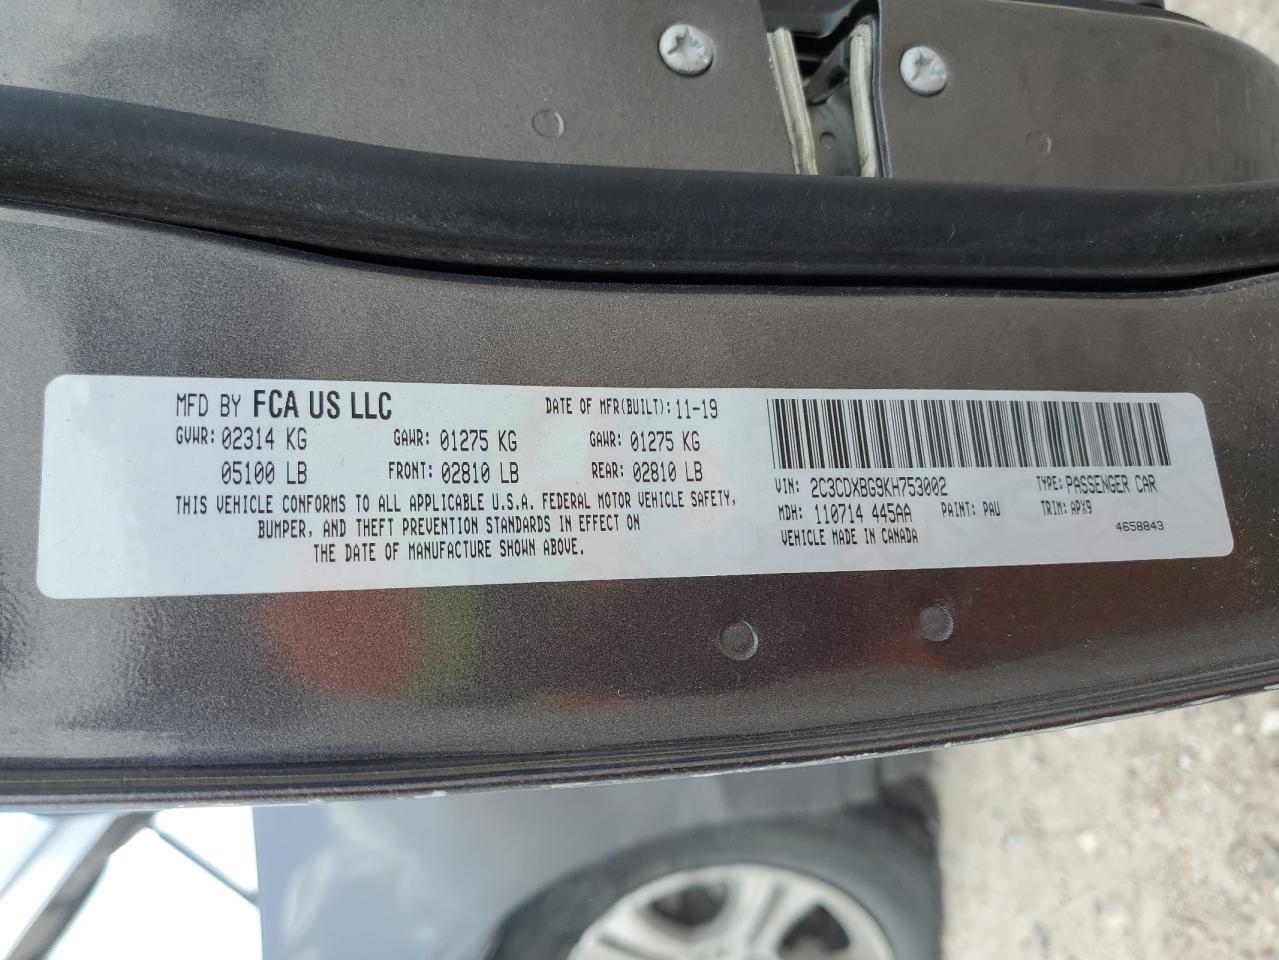 MFD BY FCA US LLC DATE OF MFR(BUILT): 11-19
GVWR: 02314 KG GAWR: 01275 KG GAWR: 01275 KG
05100 LB FRONT: 02810 LB REAR: 02810 LB
THIS VEHICLE CONFORMS TO ALL APPLICABLE U.S.A. FEDERAL MOTOR VEHICLE SAFETY,
BUMPER, AND THEFT PREVENTION STANDARDS IN EFFECT ON
THE DATE OF MANUFACTURE SHOWN ABOVE.
VIN: 2C3CDXBG9KH753002 TYPE: PASSENGER CAR
MDH: 110714 445AA PAINT: PAU TRIM: APX9
VEHICLE MADE IN CANADA 4658843